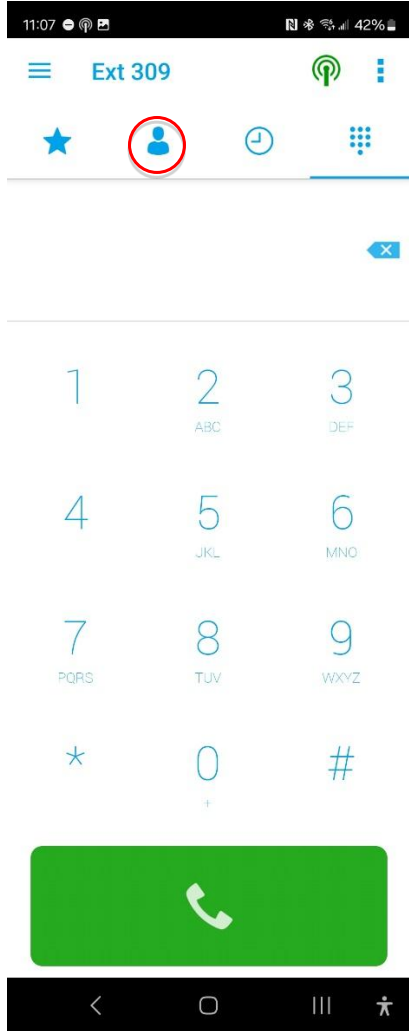 11:07 42%
Ext 309
1 2 3
ABC DEF
4 5 6
JKL MNO
7 8 9
PQRS TUV WXYZ
* 0 #
+